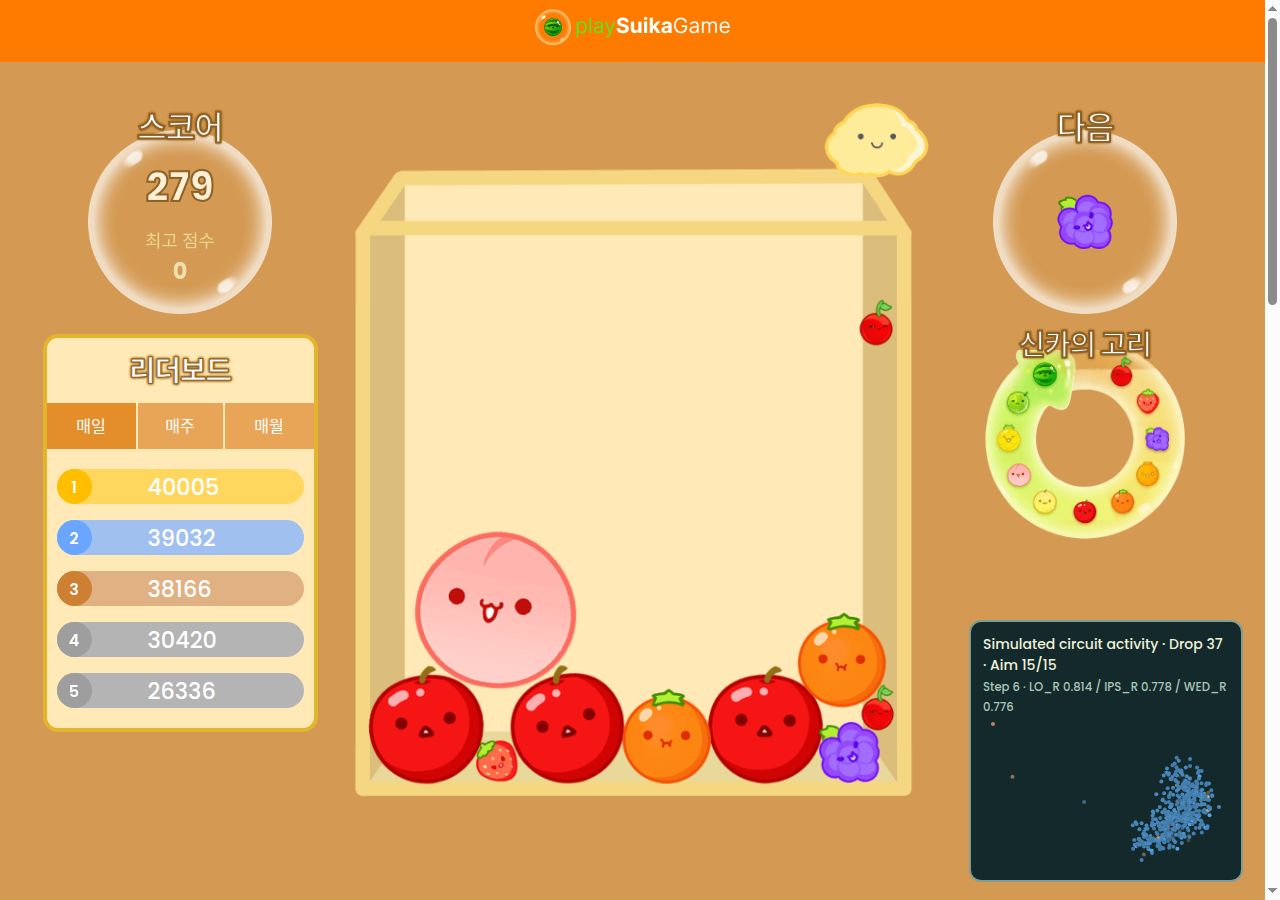 playSuikaGame
스코어
279
최고 점수
0
리더보드
매일 매주 매월
1 40005
2 39032
3 38166
4 30420
5 26336
다음
신카의 고리
Simulated circuit activity · Drop 37
· Aim 15/15
Step 6 · LO_R 0.814 / IPS_R 0.778 / WED_R
0.776